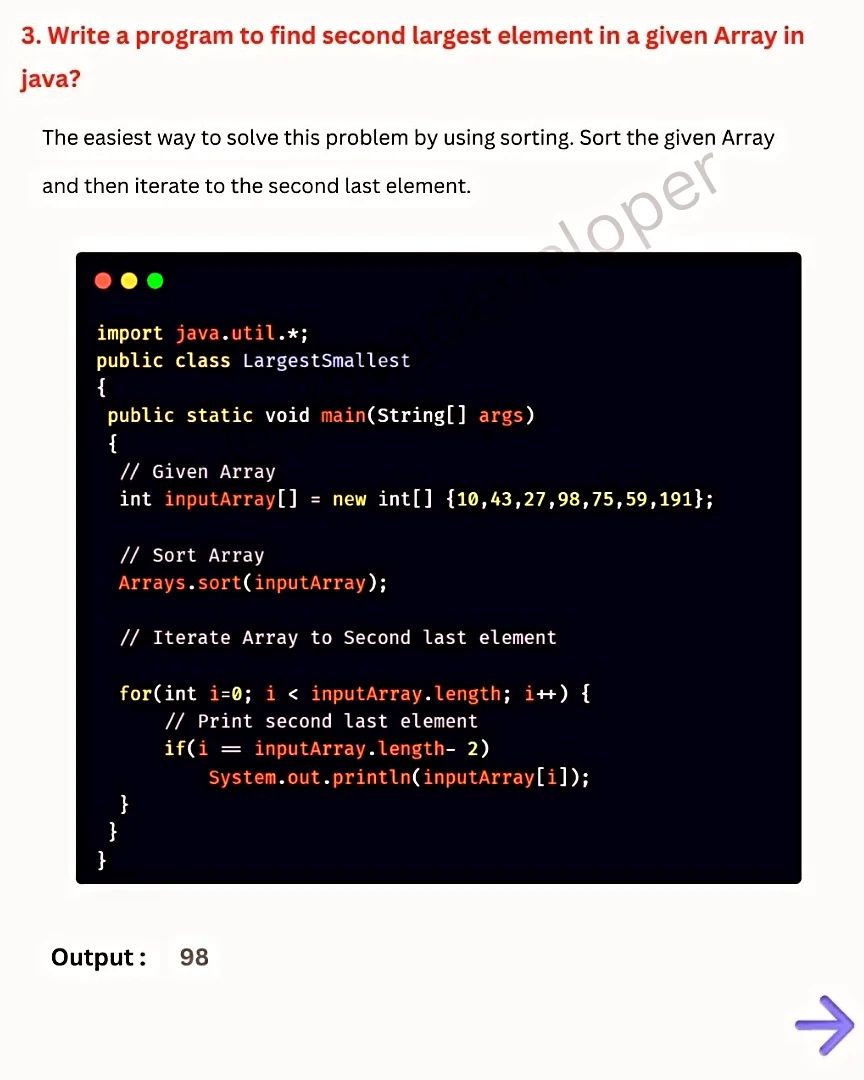 3. Write a program to find second largest element in a given Array in
java?
The easiest way to solve this problem by using sorting. Sort the given Array
and then iterate to the second last element.
import java.util.*;
public class LargestSmallest
{
public static void main(String[] args)
{
// Given Array
int inputArray[] = new int[] {10,43,27,98,75,59,191};
// Sort Array
Arrays.sort(inputArray);
// Iterate Array to Second last element
for(int i=0; i < inputArray.length; i++) {
// Print second last element
if(i == inputArray.length- 2)
System.out.println(inputArray[i]);
}
}
}
Output : 98